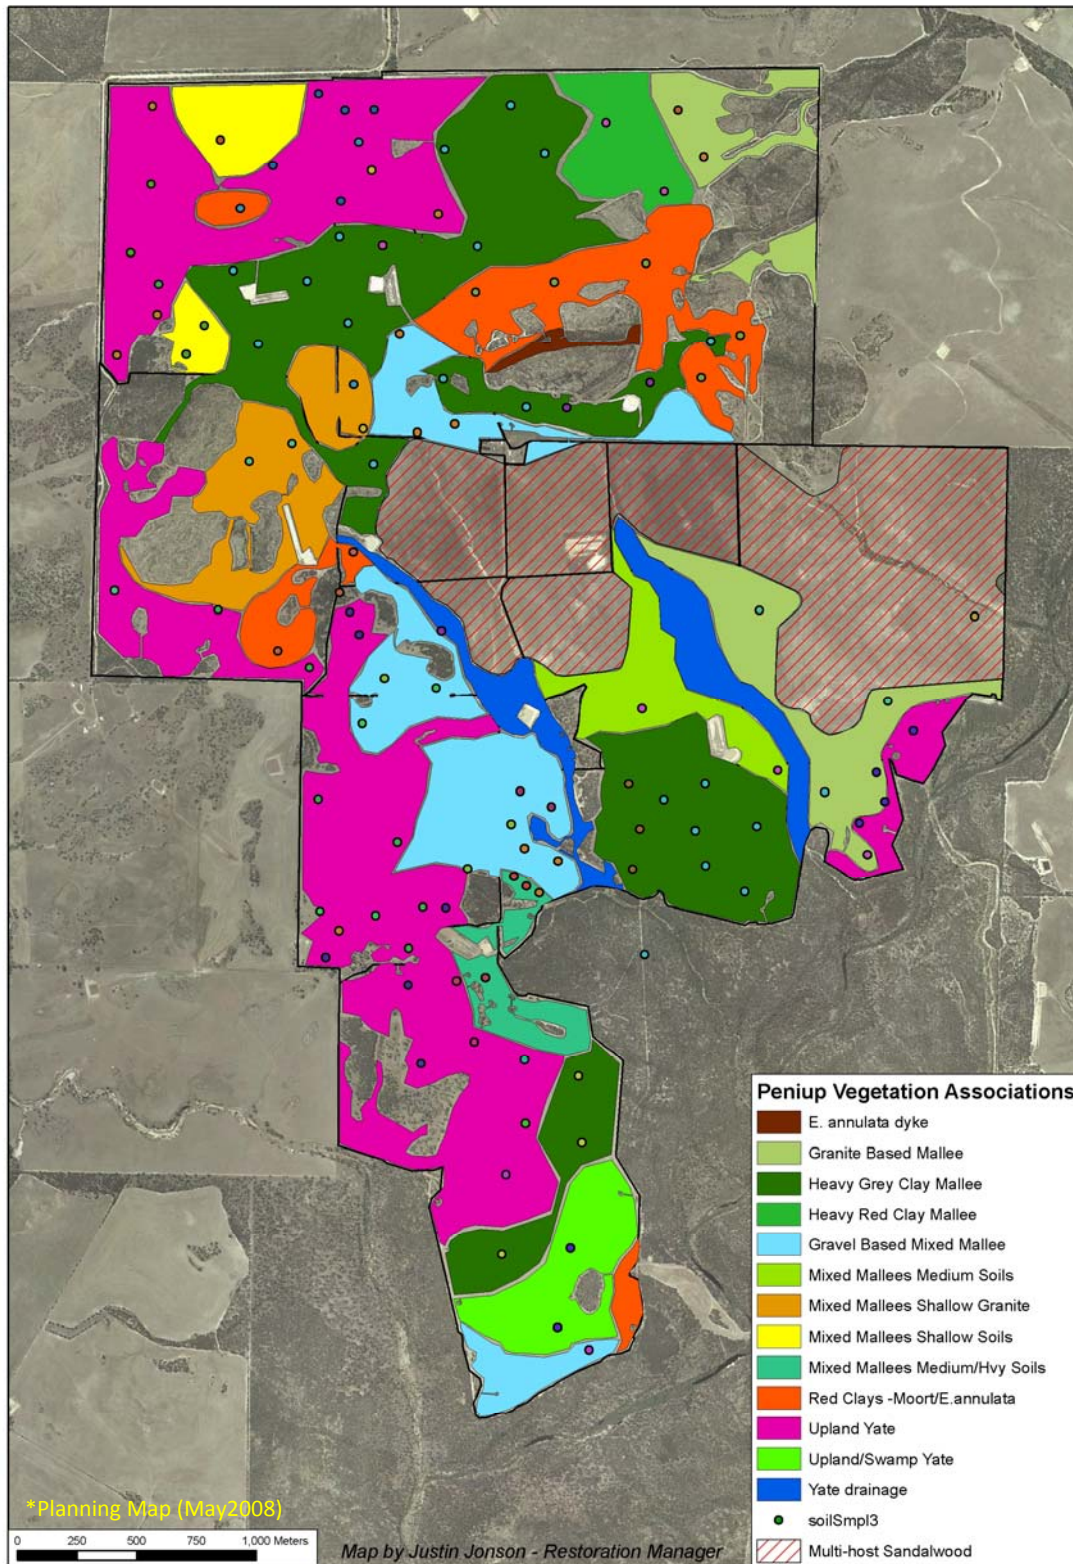 Peniup Vegetation Associations
E. annulata dyke
Granite Based Mallee
Heavy Grey Clay Mallee
Heavy Red Clay Mallee
Gravel Based Mixed Mallee
Mixed Mallees Medium Soils
Mixed Mallees Shallow Granite
Mixed Mallees Shallow Soils
Mixed Mallees Medium/Hvy Soils
Red Clays -Moort/E.annulata
Upland Yate
Upland/Swamp Yate
Yate drainage
soilSmpl3
Multi-host Sandalwood
*Planning Map (May2008)
0 250 500 1,000 Meters
Map by Justin Jonson - Restoration Manager